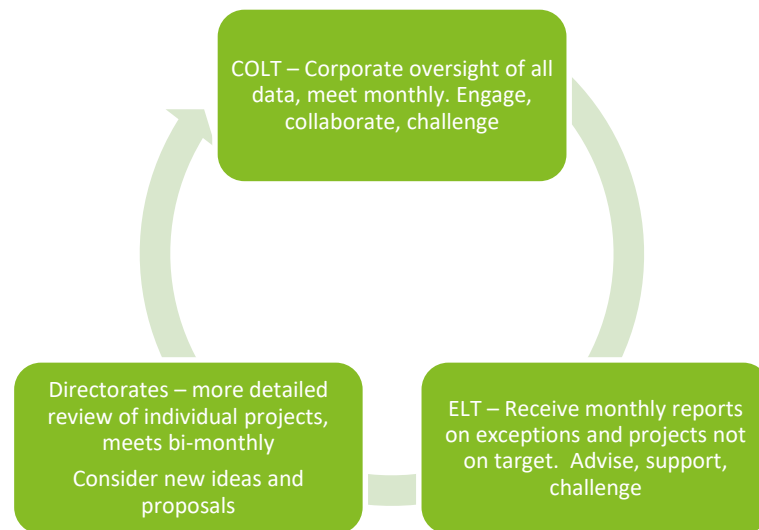 COLT – Corporate oversight of all
data, meet monthly. Engage,
collaborate, challenge
Directorates – more detailed
review of individual projects,
meets bi-monthly
Consider new ideas and
proposals
ELT – Receive monthly reports
on exceptions and projects not
on target.  Advise, support,
challenge